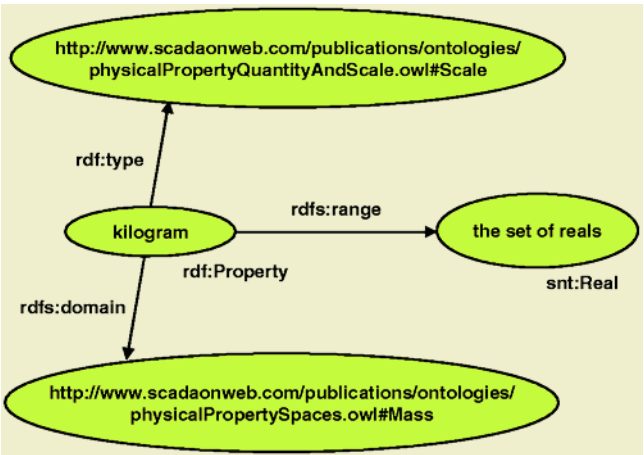 http://www.scadaonweb.com/publications/ontologies/
physicalPropertyQuantityAndScale.owl#Scale
rdf:type
rdfs:range
kilogram
the set of reals
rdf:Property
snt:Real
rdfs:domain
http://www.scadaonweb.com/publications/ontologies/
physicalPropertySpaces.owl#Mass